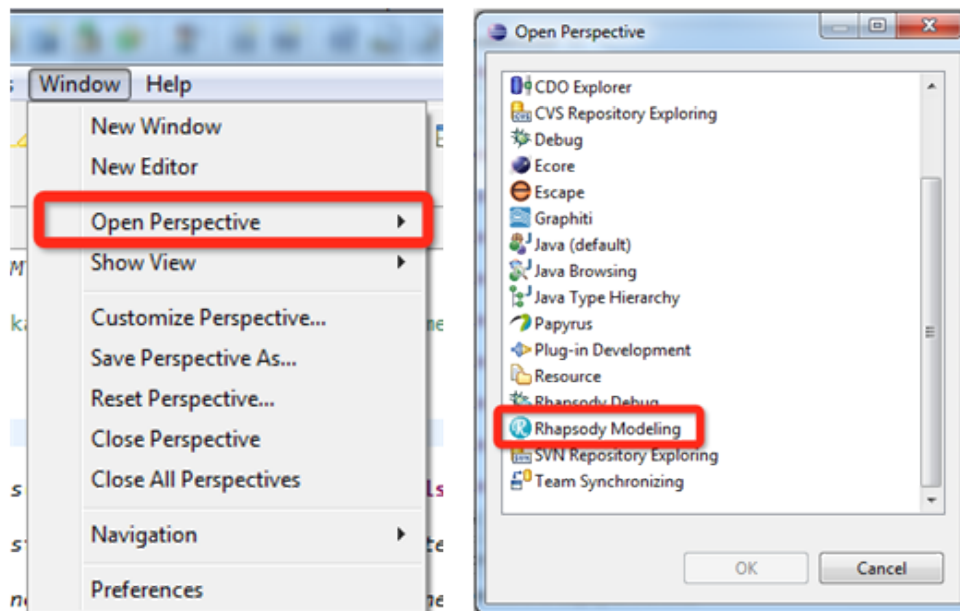 Window Help
New Window
New Editor
Open Perspective
Show View
Customize Perspective...
Save Perspective As...
Reset Perspective...
Close Perspective
Close All Perspectives
Navigation
Preferences
Open Perspective
CDO Explorer
CVS Repository Exploring
Debug
Ecore
Escape
Graphiti
Java (default)
Java Browsing
Java Type Hierarchy
Papyrus
Plug-in Development
Resource
Rhapsody Debug
Rhapsody Modeling
SVN Repository Exploring
Team Synchronizing
OK Cancel